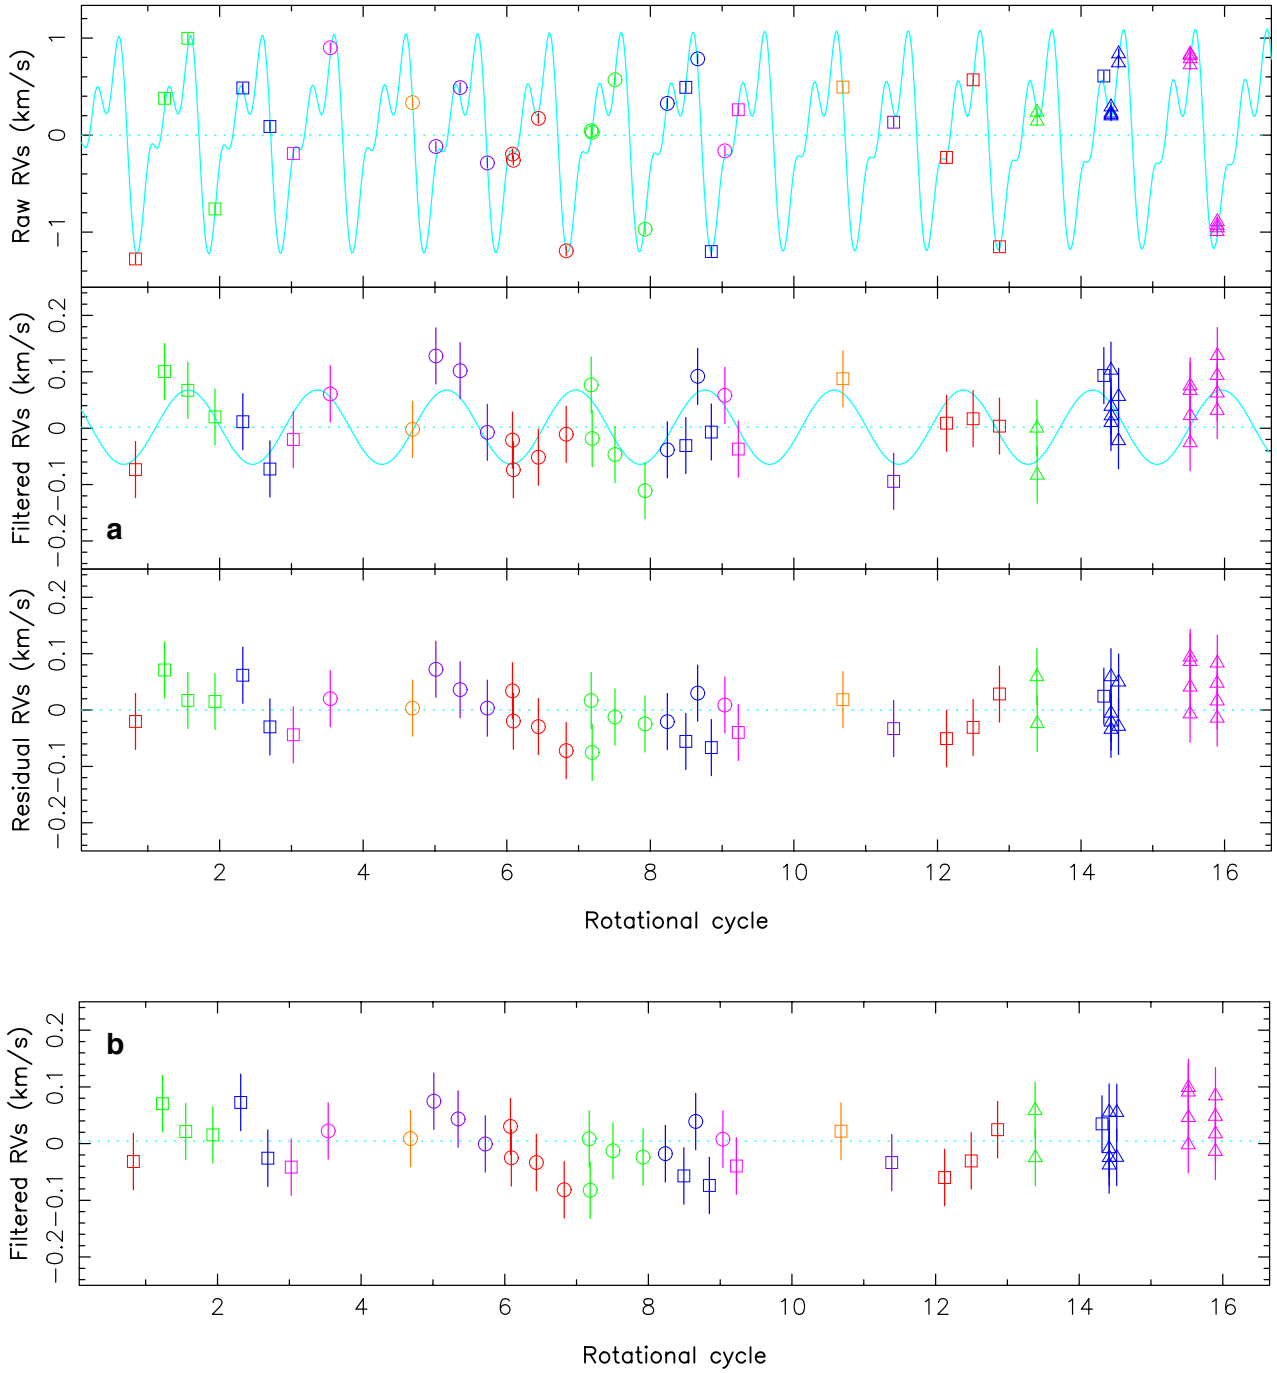 Raw RVs (km/s)
1
0
−1
Filtered RVs (km/s)
0.2
0.1
0
−0.1
−0.2
a
Residual RVs (km/s)
0.2
0.1
0
−0.1
−0.2
2 4 6 8 10 12 14 16
Rotational cycle
b
Filtered RVs (km/s)
0.2
0.1
0
−0.1
−0.2
2 4 6 8 10 12 14 16
Rotational cycle